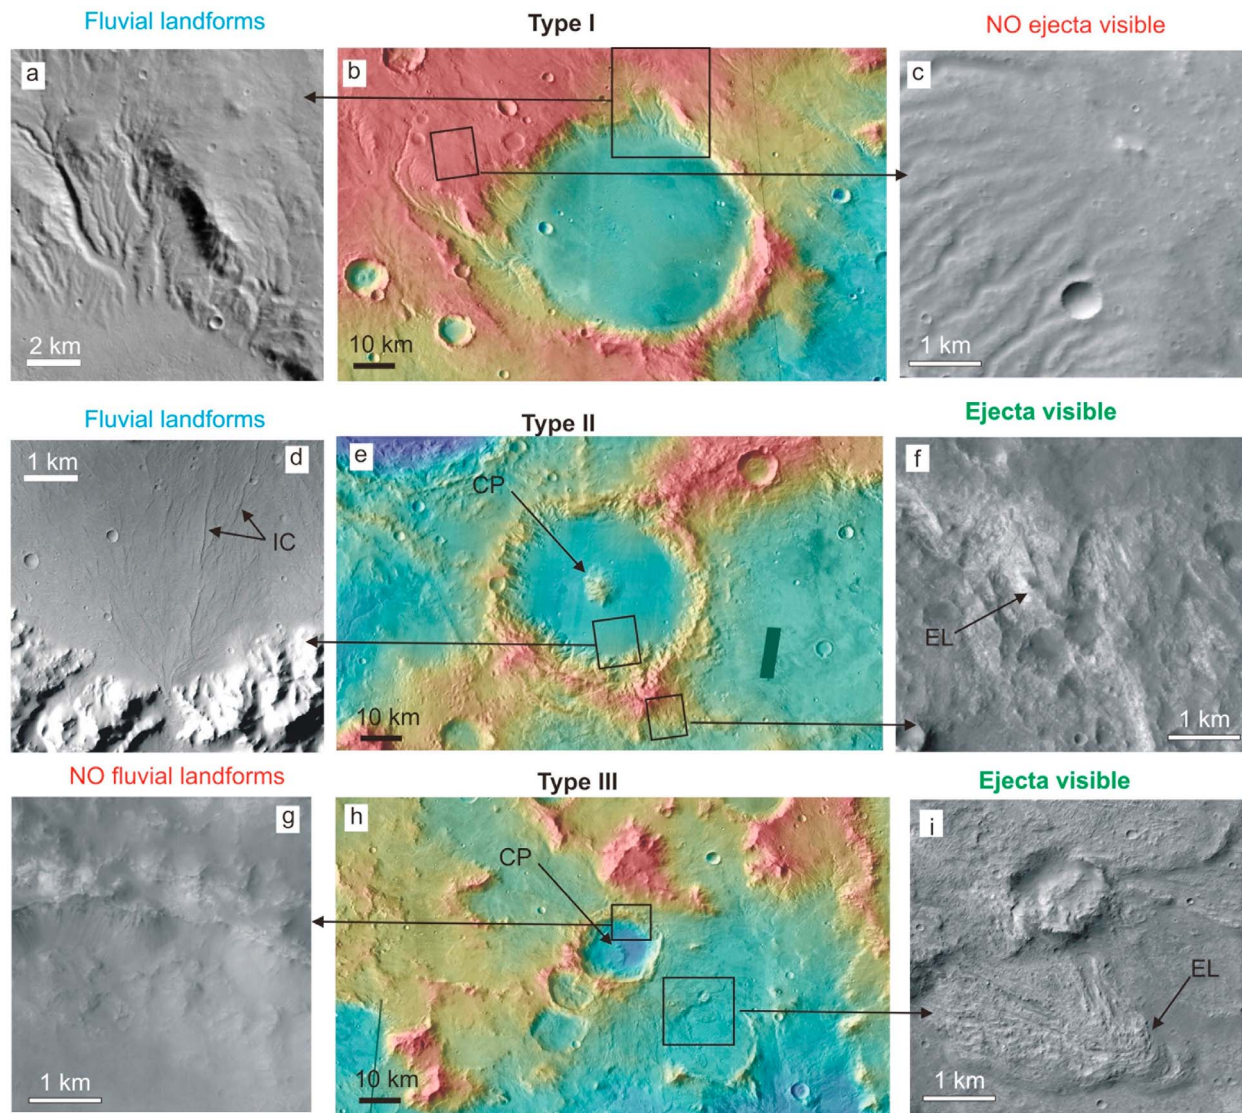 Fluvial landforms
Type I
NO ejecta visible
a
b
c
2 km
10 km
1 km
Fluvial landforms
Type II
Ejecta visible
1 km
d
e
f
CP
IC
EL
10 km
1 km
NO fluvial landforms
Type III
Ejecta visible
g
h
i
CP
EL
1 km
10 km
1 km